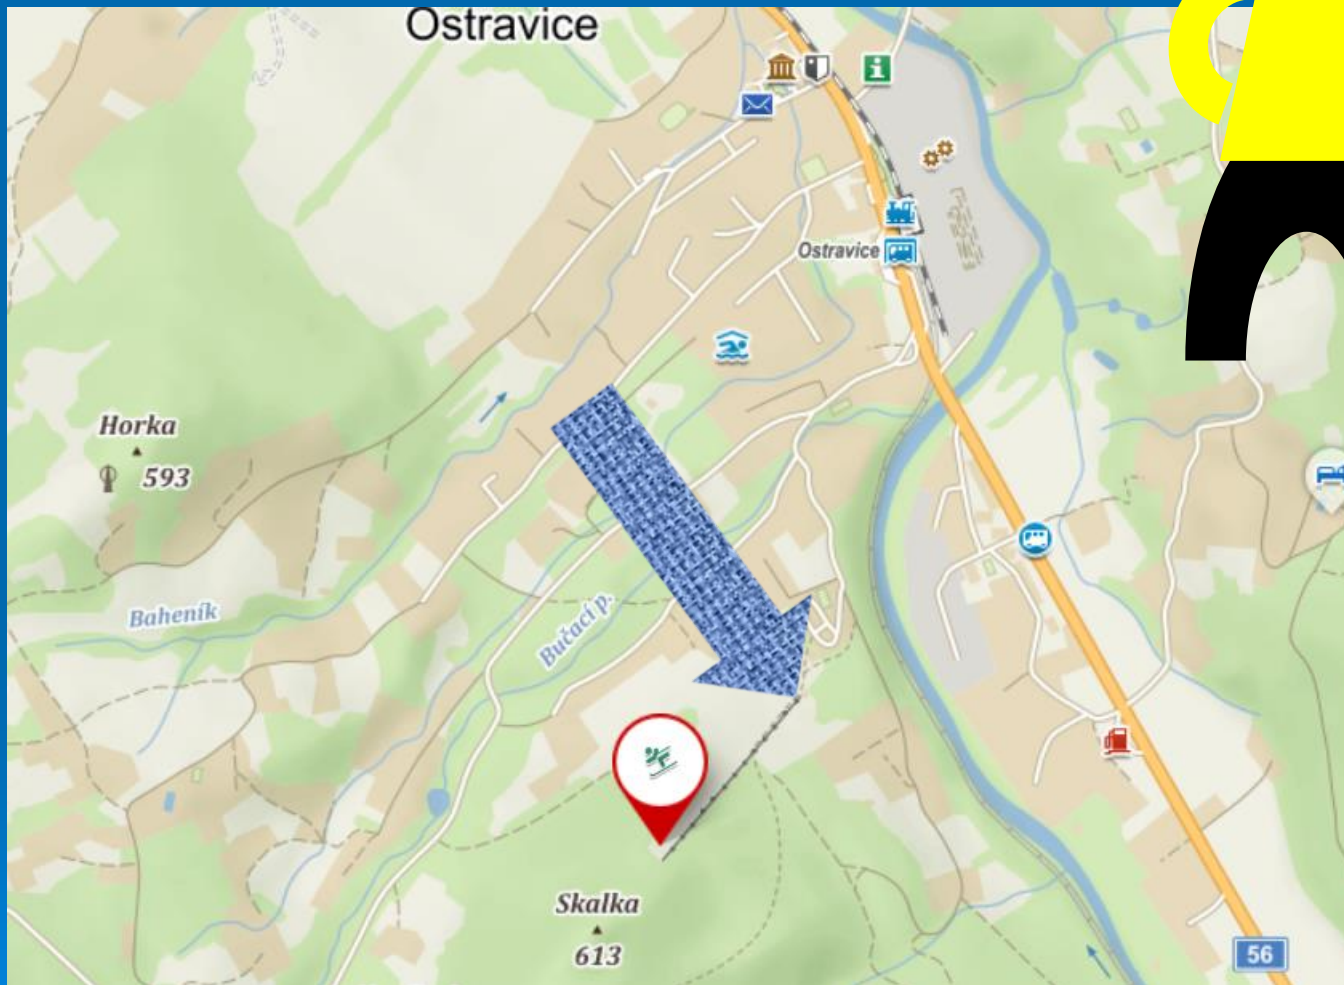 Ostravice
Ostravice
Horka
593
Baheník
Bučací p.
Skalka
613
56